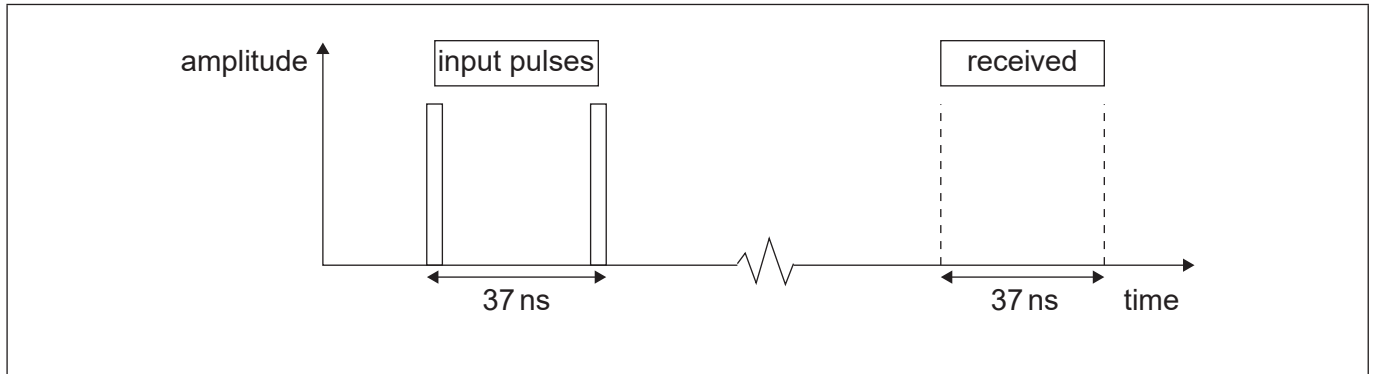 amplitude
input pulses
received
37 ns
37 ns
time